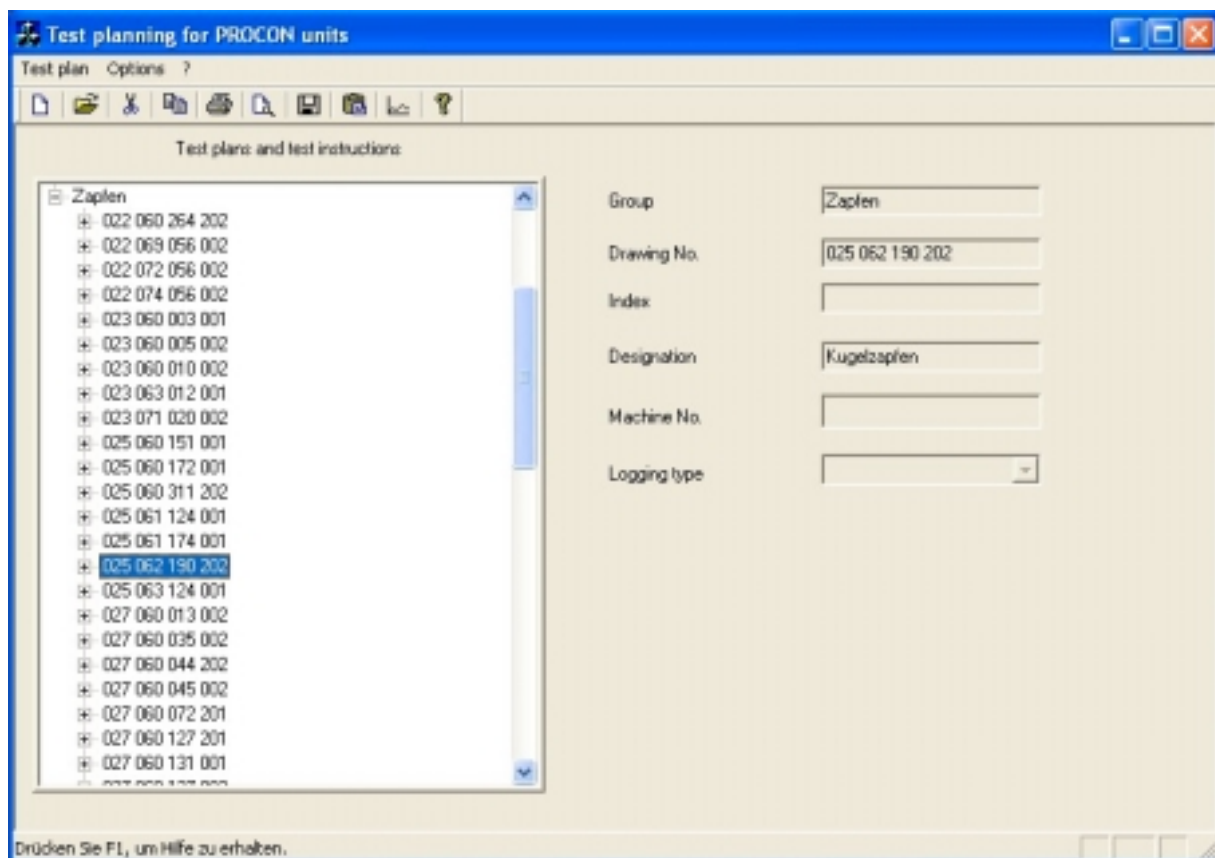 Test planning for PROCON units
Test plan Options ?
Test plans and test instructions
Zapfen
022 060 264 202
022 069 056 002
022 072 056 002
022 074 056 002
023 060 003 001
023 060 005 002
023 060 010 002
023 063 012 001
023 071 020 002
025 060 151 001
025 060 172 001
025 060 311 202
025 061 124 001
025 061 174 001
025 062 190 202
025 063 124 001
027 060 013 002
027 060 035 002
027 060 044 202
027 060 045 002
027 060 072 201
027 060 127 201
027 060 131 001
Group Zapfen
Drawing No. 025 062 190 202
Index
Designation Kugelzapfen
Machine No.
Logging type
Drücken Sie F1, um Hilfe zu erhalten.